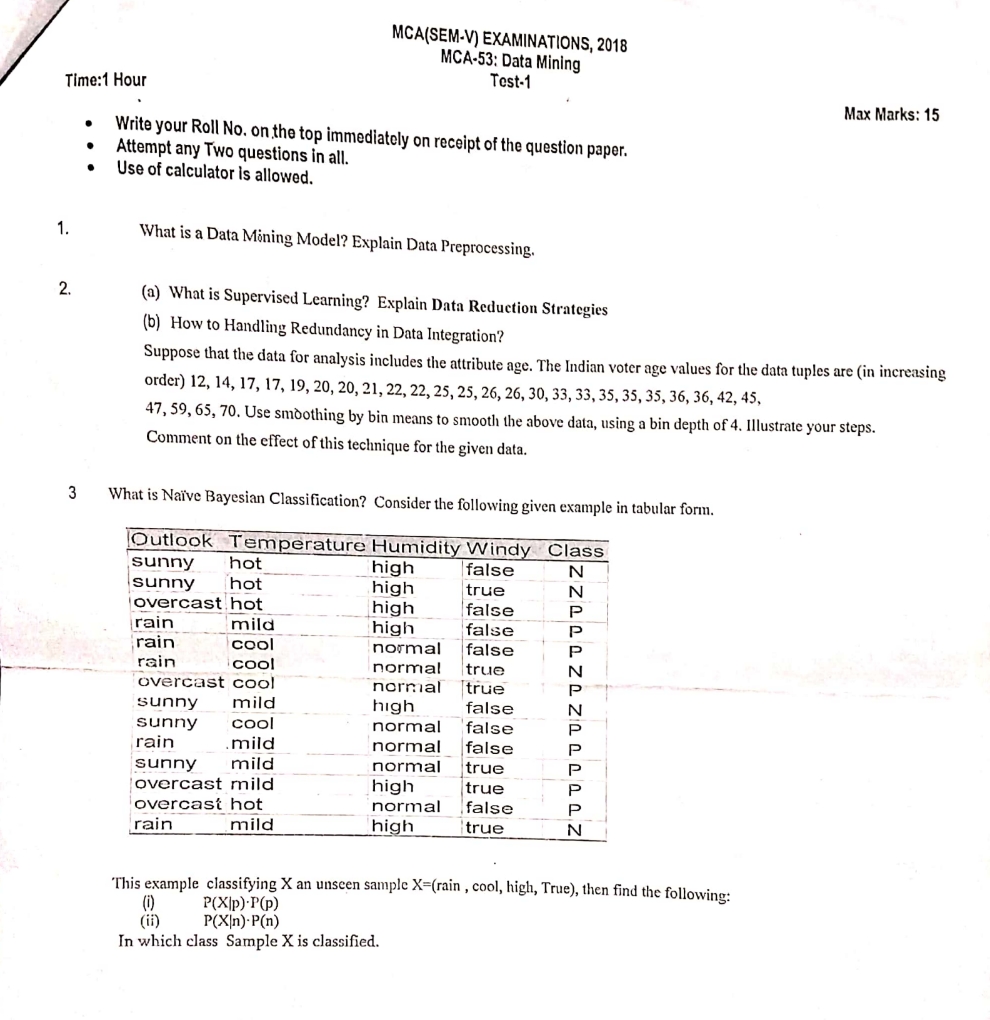 MCA(SEM-V) EXAMINATIONS, 2018
MCA-53: Data Mining
Test-1
Time:1 Hour
Max Marks: 15
• Write your Roll No. on the top immediately on receipt of the question paper.
• Attempt any Two questions in all.
• Use of calculator is allowed.
1. What is a Data Mining Model? Explain Data Preprocessing.
2. (a) What is Supervised Learning? Explain Data Reduction Strategies
(b) How to Handling Redundancy in Data Integration?
Suppose that the data for analysis includes the attribute age. The Indian voter age values for the data tuples are (in increasing
order) 12, 14, 17, 17, 19, 20, 20, 21, 22, 22, 25, 25, 26, 26, 30, 33, 33, 35, 35, 35, 36, 36, 42, 45,
47, 59, 65, 70. Use smoothing by bin means to smooth the above data, using a bin depth of 4. Illustrate your steps.
Comment on the effect of this technique for the given data.
3 What is Naïve Bayesian Classification? Consider the following given example in tabular form.
Outlook Temperature Humidity Windy Class
sunny hot high false N
sunny hot high true N
overcast hot high false P
rain mild high false P
rain cool normal false P
rain cool normal true N
overcast cool normal true P
sunny mild high false N
sunny cool normal false P
rain mild normal false P
sunny mild normal true P
overcast mild high true P
overcast hot normal false P
rain mild high true N
This example classifying X an unseen sample X=(rain , cool, high, True), then find the following:
(i) P(X|p)·P(p)
(ii) P(X|n)·P(n)
In which class Sample X is classified.